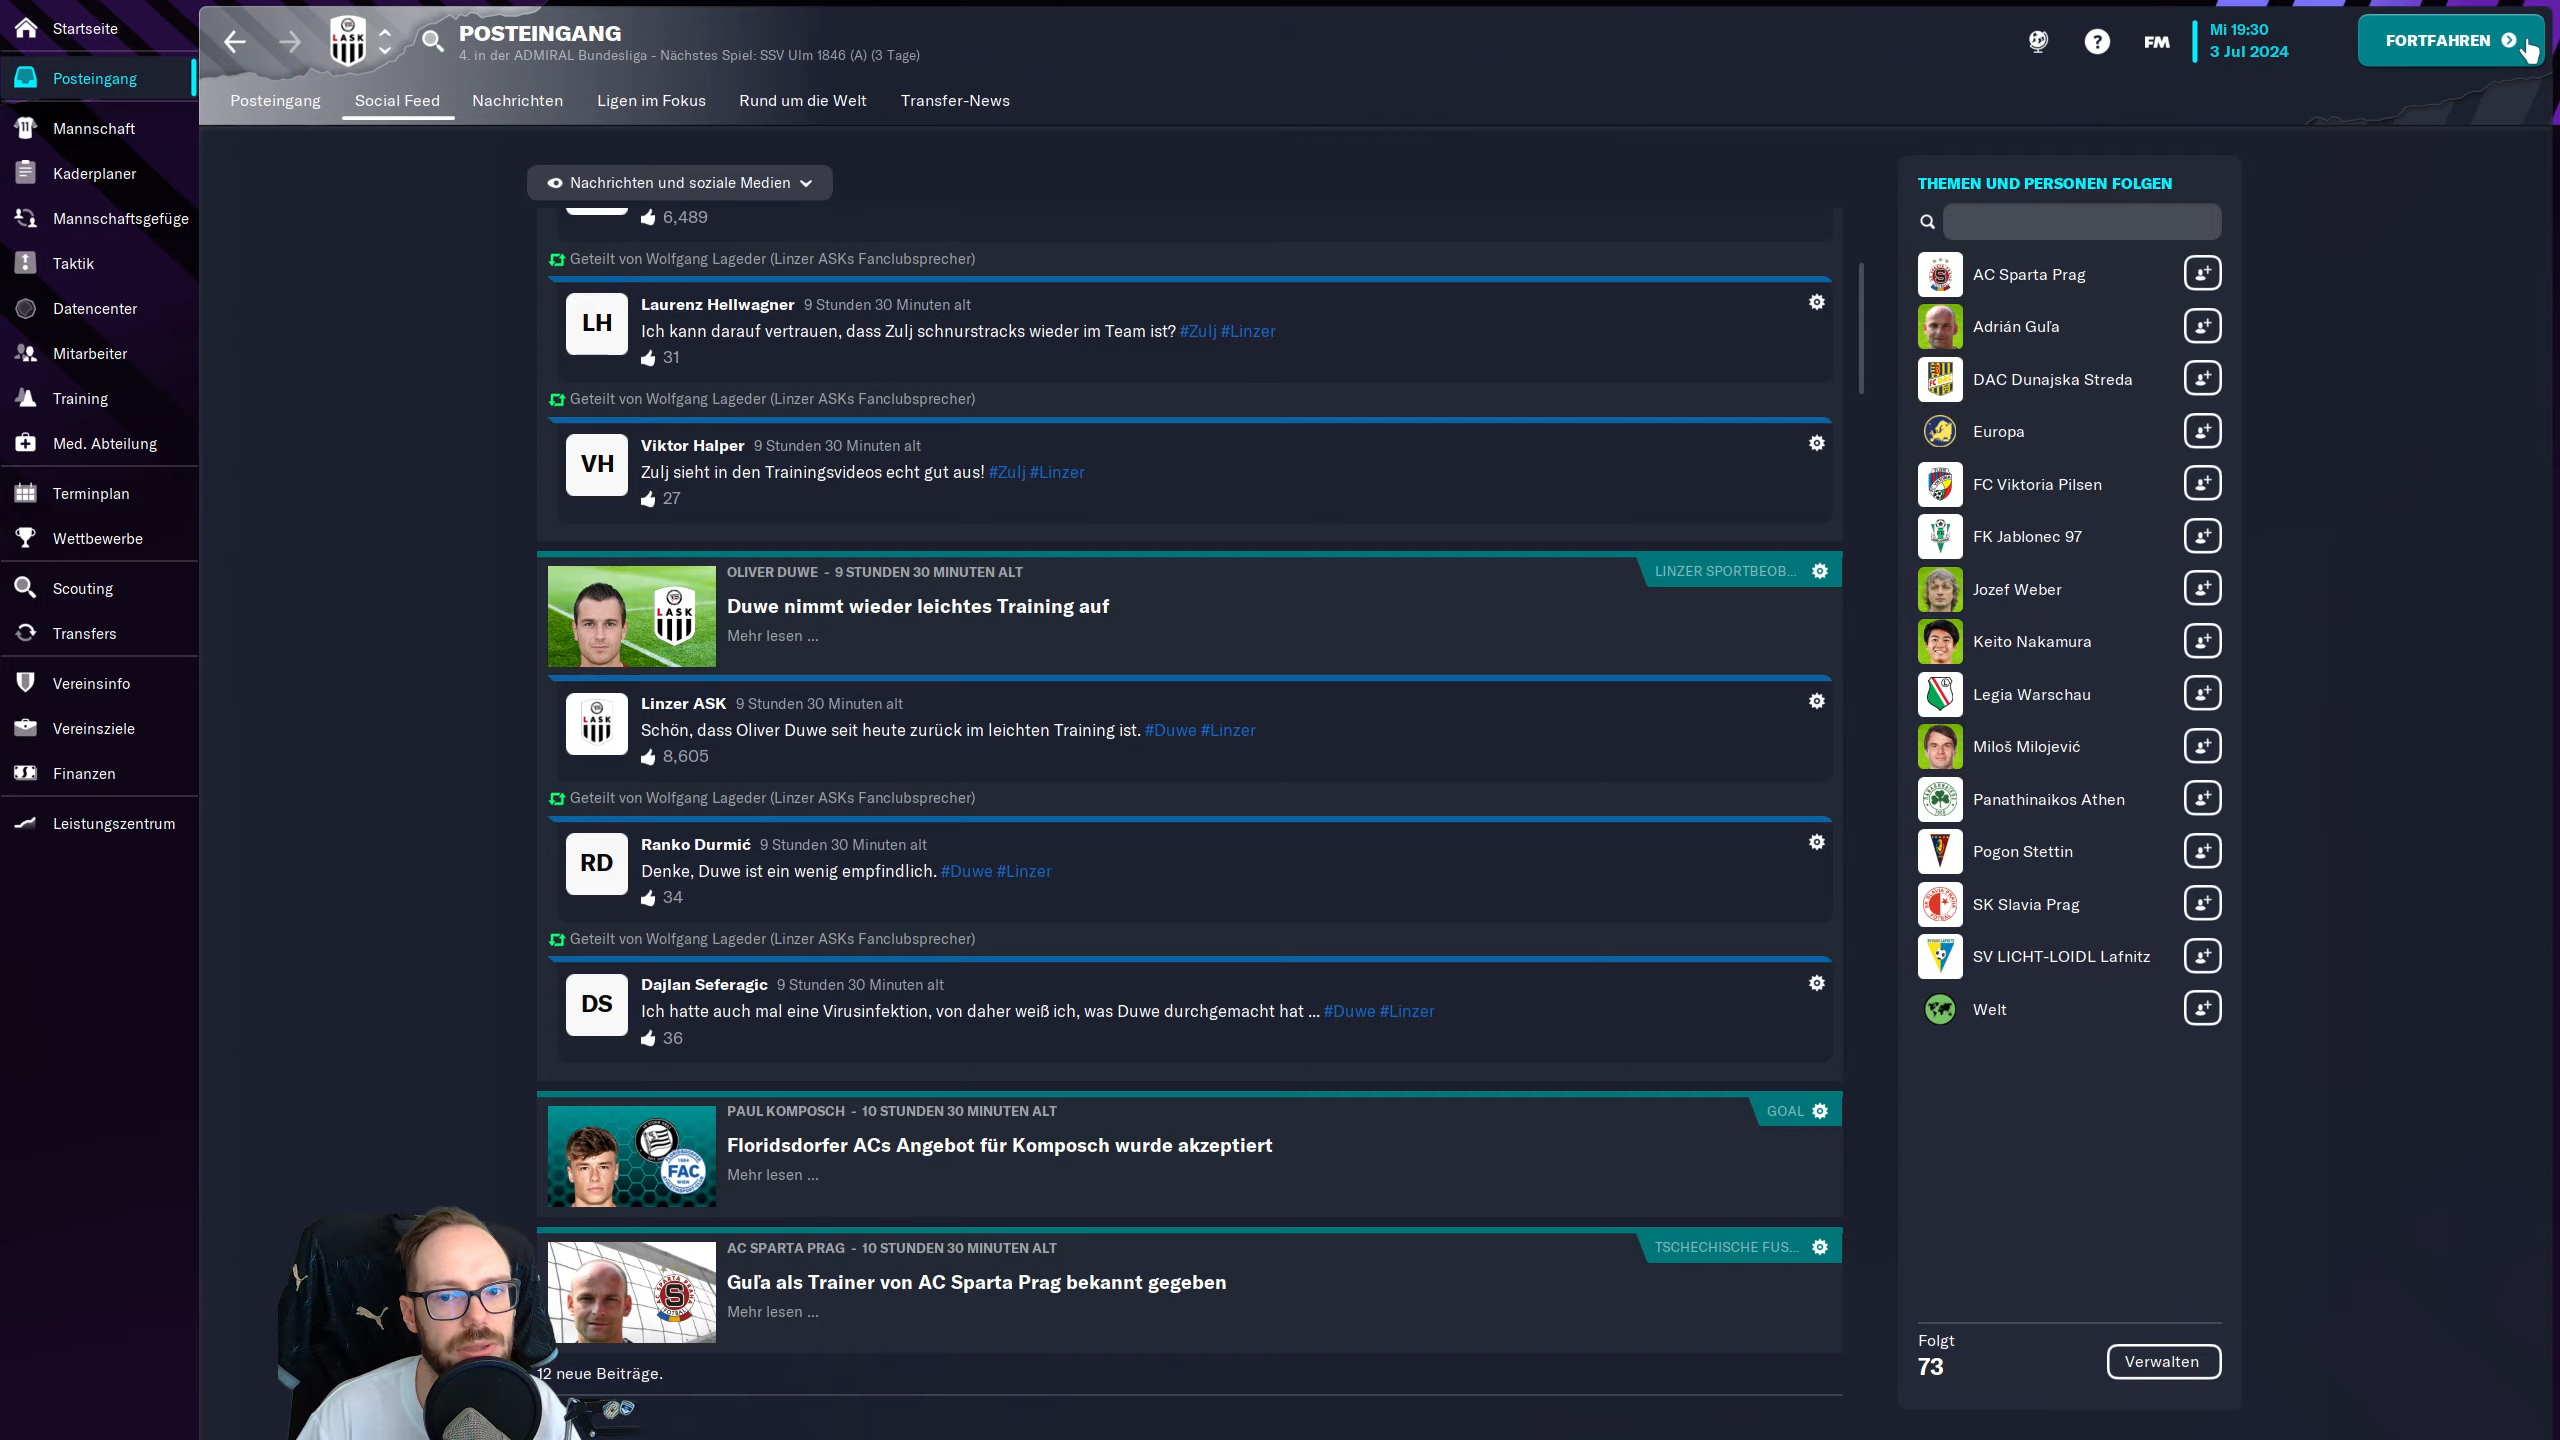 Startseite
Posteingang
Mannschaft
Kaderplaner
Mannschaftsgefüge
Taktik
Datencenter
Mitarbeiter
Training
Med. Abteilung
Terminplan
Wettbewerbe
Scouting
Transfers
Vereinsinfo
Vereinsziele
Finanzen
Leistungszentrum
LASK
POSTEINGANG
4. in der ADMIRAL Bundesliga - Nächstes Spiel: SSV Ulm 1846 (A) (3 Tage)
FM
Mi 19:30
3 Jul 2024
FORTFAHREN
Posteingang Social Feed Nachrichten Ligen im Fokus Rund um die Welt Transfer-News
Nachrichten und soziale Medien
6,489
Geteilt von Wolfgang Lageder (Linzer ASKs Fanclubsprecher)
LH
Laurenz Hellwagner 9 Stunden 30 Minuten alt
Ich kann darauf vertrauen, dass Zulj schnurstracks wieder im Team ist? #Zulj #Linzer
31
Geteilt von Wolfgang Lageder (Linzer ASKs Fanclubsprecher)
VH
Viktor Halper 9 Stunden 30 Minuten alt
Zulj sieht in den Trainingsvideos echt gut aus! #Zulj #Linzer
27
LASK
OLIVER DUWE - 9 STUNDEN 30 MINUTEN ALT
LINZER SPORTBEOB...
Duwe nimmt wieder leichtes Training auf
Mehr lesen ...
LASK
Linzer ASK 9 Stunden 30 Minuten alt
Schön, dass Oliver Duwe seit heute zurück im leichten Training ist. #Duwe #Linzer
8,605
Geteilt von Wolfgang Lageder (Linzer ASKs Fanclubsprecher)
RD
Ranko Durmić 9 Stunden 30 Minuten alt
Denke, Duwe ist ein wenig empfindlich. #Duwe #Linzer
34
Geteilt von Wolfgang Lageder (Linzer ASKs Fanclubsprecher)
DS
Dajlan Seferagic 9 Stunden 30 Minuten alt
Ich hatte auch mal eine Virusinfektion, von daher weiß ich, was Duwe durchgemacht hat ... #Duwe #Linzer
36
FAC
PAUL KOMPOSCH - 10 STUNDEN 30 MINUTEN ALT
GOAL
Floridsdorfer ACs Angebot für Komposch wurde akzeptiert
Mehr lesen ...
AC SPARTA PRAG - 10 STUNDEN 30 MINUTEN ALT
TSCHECHISCHE FUS...
Guľa als Trainer von AC Sparta Prag bekannt gegeben
Mehr lesen ...
12 neue Beiträge.
THEMEN UND PERSONEN FOLGEN
AC Sparta Prag
Adrián Guľa
DAC Dunajska Streda
Europa
FC Viktoria Pilsen
FK Jablonec 97
Jozef Weber
Keito Nakamura
Legia Warschau
Miloš Milojević
Panathinaikos Athen
Pogon Stettin
SK Slavia Prag
SV LICHT-LOIDL Lafnitz
Welt
Folgt
73
Verwalten